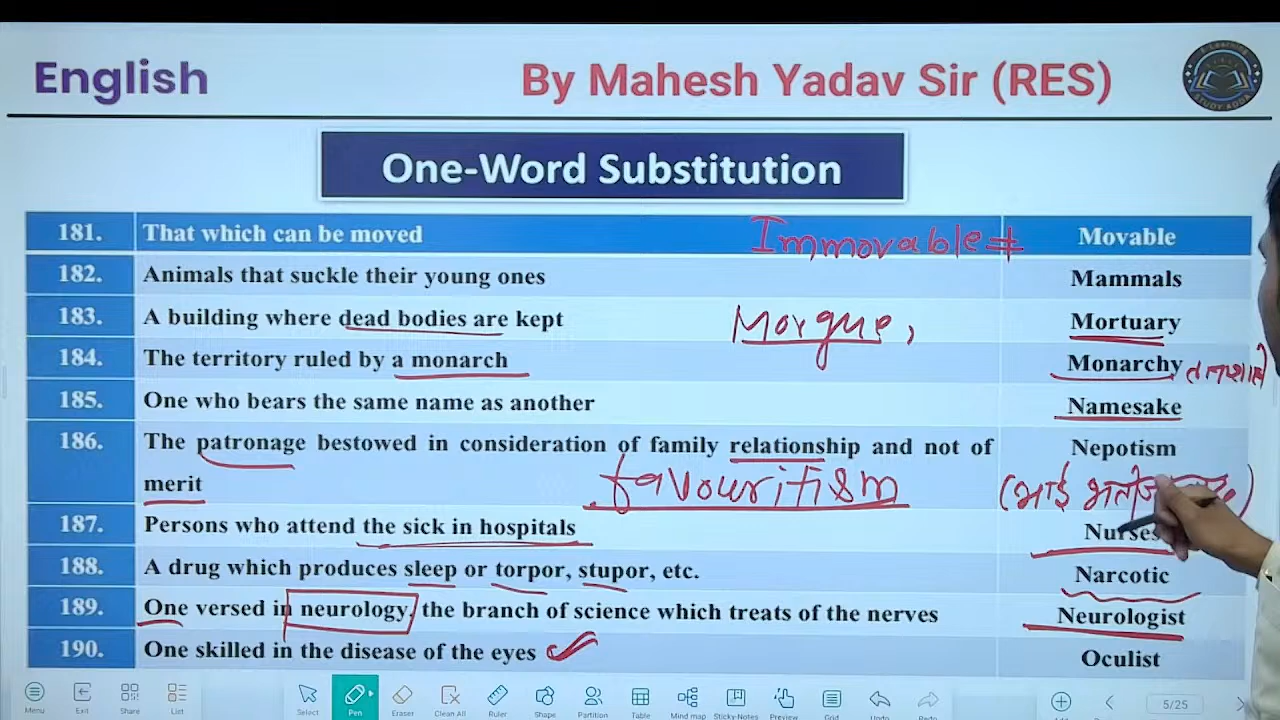 English By Mahesh Yadav Sir (RES)
One-Word Substitution
181. That which can be moved Immovable ≠ Movable
182. Animals that suckle their young ones Mammals
183. A building where dead bodies are kept Morgue, Mortuary
184. The territory ruled by a monarch Monarchy
185. One who bears the same name as another Namesake
186. The patronage bestowed in consideration of family relationship and not of Nepotism
merit favouritism
187. Persons who attend the sick in hospitals Nurses
188. A drug which produces sleep or torpor, stupor, etc. Narcotic
189. One versed in neurology, the branch of science which treats of the nerves Neurologist
190. One skilled in the disease of the eyes Oculist
Menu Exit Share List Select Pen Eraser Clean All Ruler Shapes Partition Table Mind map Sticky-Notes Preview Grid Undo Redo 5/25